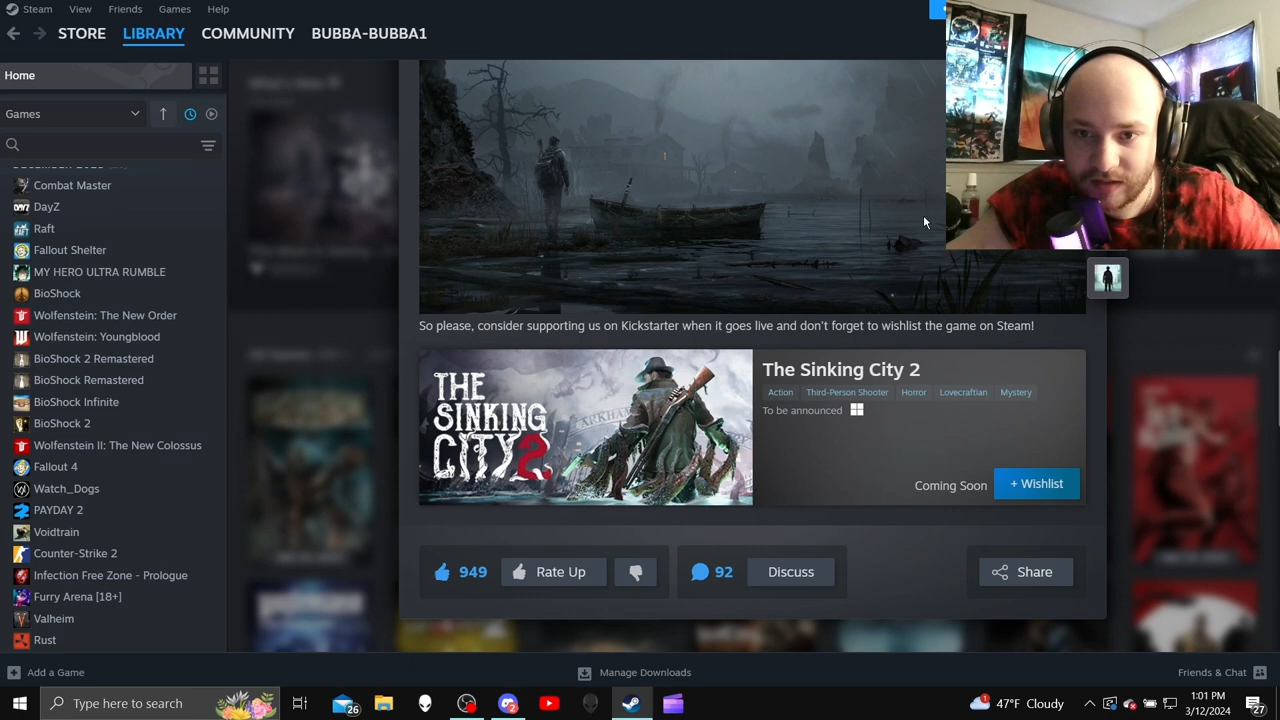 Steam View Friends Games Help
STORE LIBRARY COMMUNITY BUBBA-BUBBA1
Home
Games
Combat Master
DayZ
Raft
Fallout Shelter
MY HERO ULTRA RUMBLE
BioShock
Wolfenstein: The New Order
Wolfenstein: Youngblood
BioShock 2 Remastered
BioShock Remastered
BioShock Infinite
BioShock 2
Wolfenstein II: The New Colossus
Fallout 4
Watch_Dogs
PAYDAY 2
Voidtrain
Counter-Strike 2
Infection Free Zone - Prologue
Furry Arena [18+]
Valheim
Rust
So please, consider supporting us on Kickstarter when it goes live and don't forget to wishlist the game on Steam!
THE
SINKING
CITY 2
ARKHAM
The Sinking City 2
Action Third-Person Shooter Horror Lovecraftian Mystery
To be announced
Coming Soon + Wishlist
949 Rate Up 92 Discuss Share
Add a Game Manage Downloads Friends & Chat
Type here to search 26 2 1 47°F Cloudy 1:01 PM
3/12/2024 27